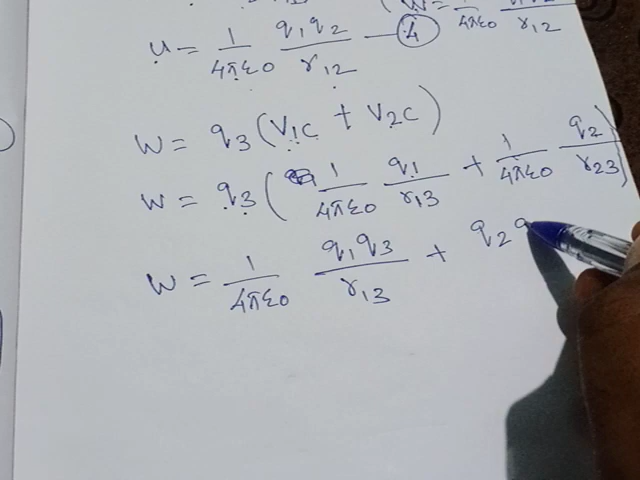 U = 1/4πε0 q1q2/r12 — 4
W = q3 (V1c + V2c)
W = q3 ( 1/4πε0 q1/r13 + 1/4πε0 q2/r23 )
W = 1/4πε0 q1q3/r13 + q2q